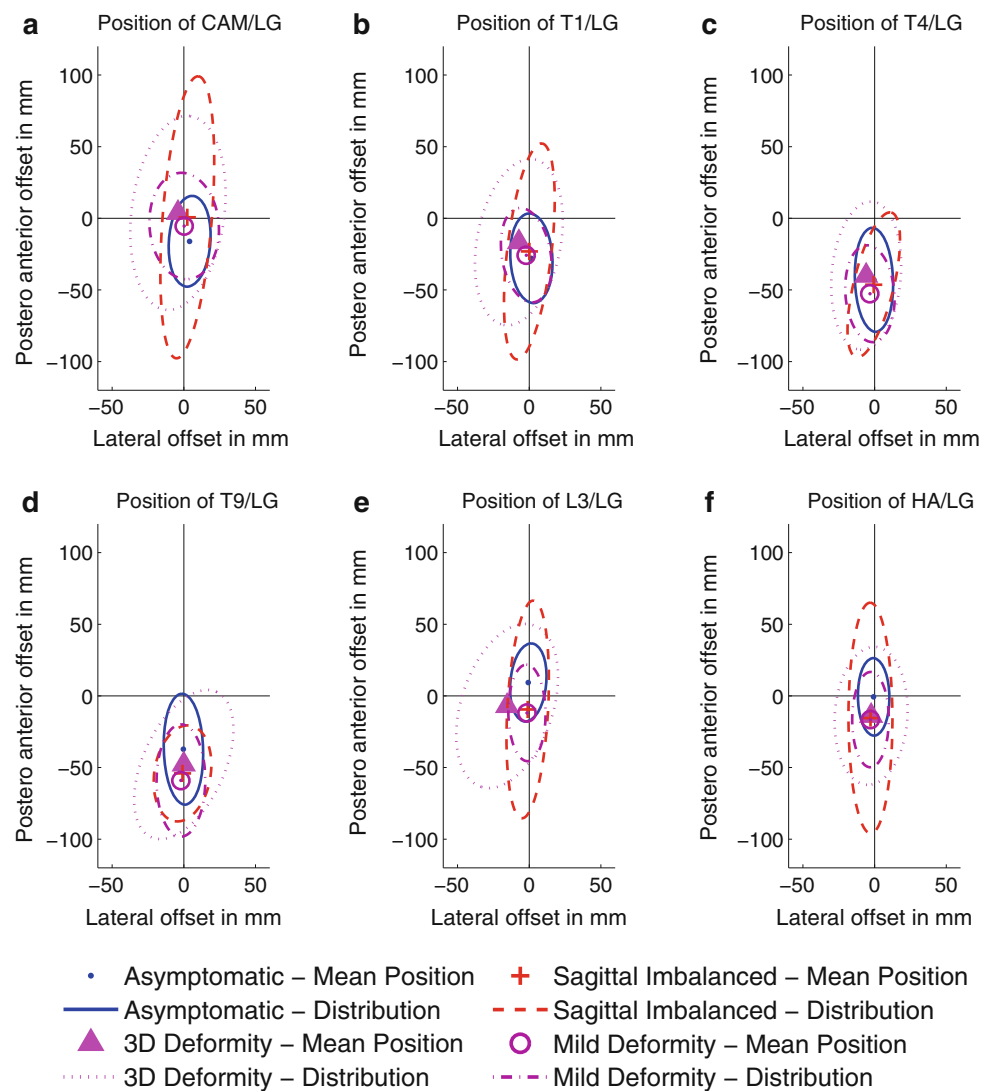 a Position of CAM/LG
b Position of T1/LG
c Position of T4/LG
Postero anterior offset in mm
100
50
0
−50
−100
−50 0 50
Lateral offset in mm
Postero anterior offset in mm
100
50
0
−50
−100
−50 0 50
Lateral offset in mm
Postero anterior offset in mm
100
50
0
−50
−100
−50 0 50
Lateral offset in mm
d Position of T9/LG
e Position of L3/LG
f Position of HA/LG
Postero anterior offset in mm
100
50
0
−50
−100
−50 0 50
Lateral offset in mm
Postero anterior offset in mm
100
50
0
−50
−100
−50 0 50
Lateral offset in mm
Postero anterior offset in mm
100
50
0
−50
−100
−50 0 50
Lateral offset in mm
Asymptomatic − Mean Position
Asymptomatic − Distribution
3D Deformity − Mean Position
3D Deformity − Distribution
Sagittal Imbalanced − Mean Position
Sagittal Imbalanced − Distribution
Mild Deformity − Mean Position
Mild Deformity − Distribution